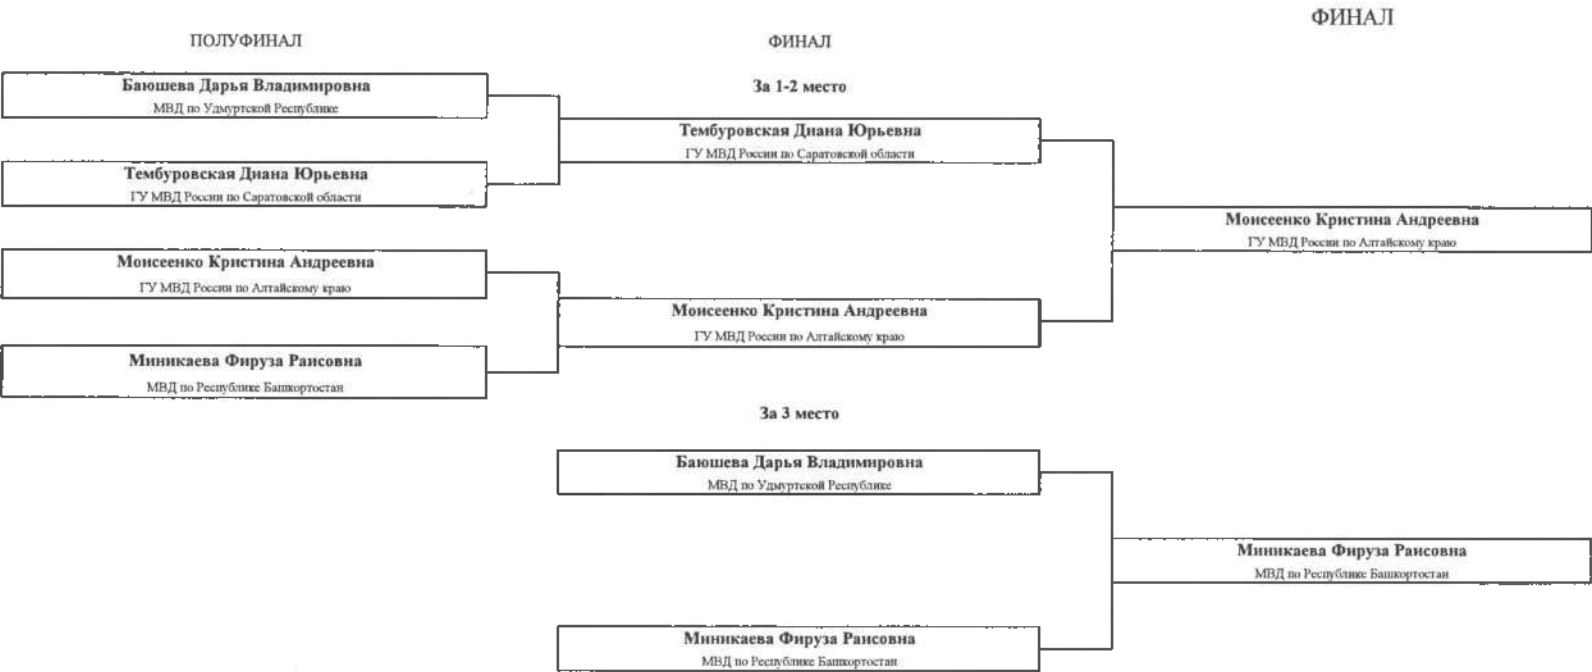 ФИНАЛ
ПОЛУФИНАЛ
ФИНАЛ
За 1-2 место
Баюшева Дарья Владимировна
МВД по Удмуртской Республике
Тембуровская Диана Юрьевна
ГУ МВД России по Саратовской области
Тембуровская Диана Юрьевна
ГУ МВД России по Саратовской области
Моисеенко Кристина Андреевна
ГУ МВД России по Алтайскому краю
Моисеенко Кристина Андреевна
ГУ МВД России по Алтайскому краю
Моисеенко Кристина Андреевна
ГУ МВД России по Алтайскому краю
Миникаева Фируза Раисовна
МВД по Республике Башкортостан
За 3 место
Баюшева Дарья Владимировна
МВД по Удмуртской Республике
Миникаева Фируза Раисовна
МВД по Республике Башкортостан
Миникаева Фируза Раисовна
МВД по Республике Башкортостан